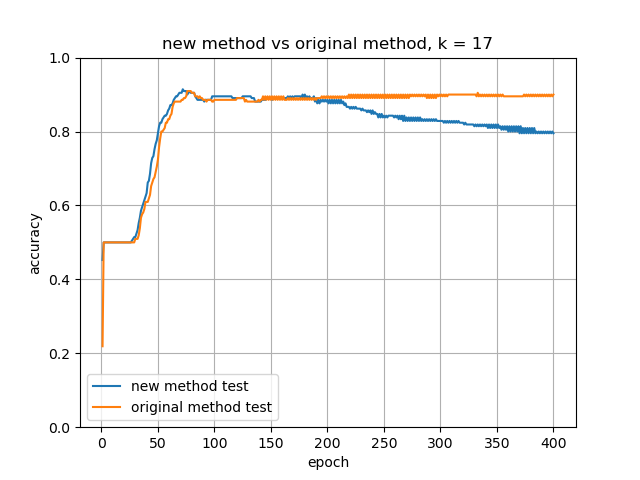 new method vs original method, k = 17
1.0
0.8
0.6
0.4
0.2
0.0
accuracy
new method test
original method test
0 50 100 150 200 250 300 350 400
epoch